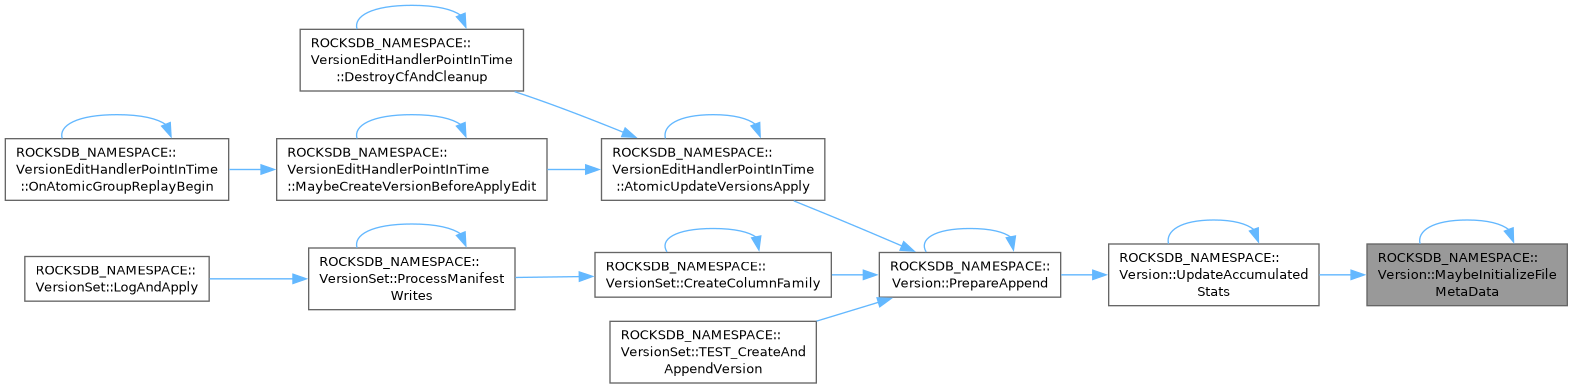 ROCKSDB_NAMESPACE::
VersionEditHandlerPointInTime
::DestroyCfAndCleanup
ROCKSDB_NAMESPACE::
VersionEditHandlerPointInTime
::OnAtomicGroupReplayBegin
ROCKSDB_NAMESPACE::
VersionEditHandlerPointInTime
::MaybeCreateVersionBeforeApplyEdit
ROCKSDB_NAMESPACE::
VersionEditHandlerPointInTime
::AtomicUpdateVersionsApply
ROCKSDB_NAMESPACE::
VersionSet::LogAndApply
ROCKSDB_NAMESPACE::
VersionSet::ProcessManifest
Writes
ROCKSDB_NAMESPACE::
VersionSet::CreateColumnFamily
ROCKSDB_NAMESPACE::
Version::PrepareAppend
ROCKSDB_NAMESPACE::
Version::UpdateAccumulated
Stats
ROCKSDB_NAMESPACE::
Version::MaybeInitializeFile
MetaData
ROCKSDB_NAMESPACE::
VersionSet::TEST_CreateAnd
AppendVersion